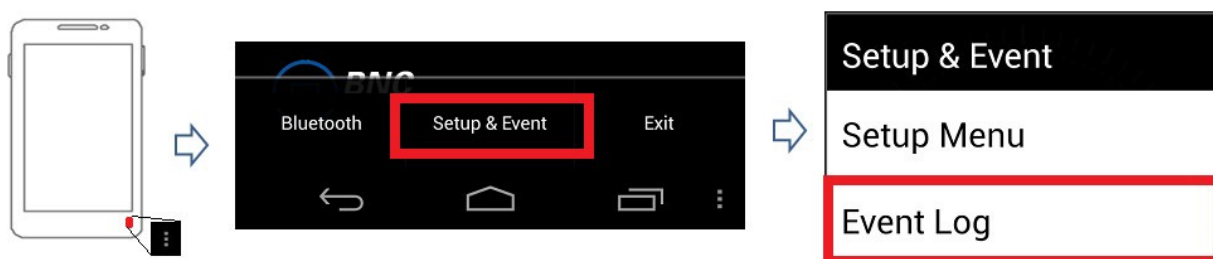 BNC
Bluetooth Setup & Event Exit
Setup & Event
Setup Menu
Event Log